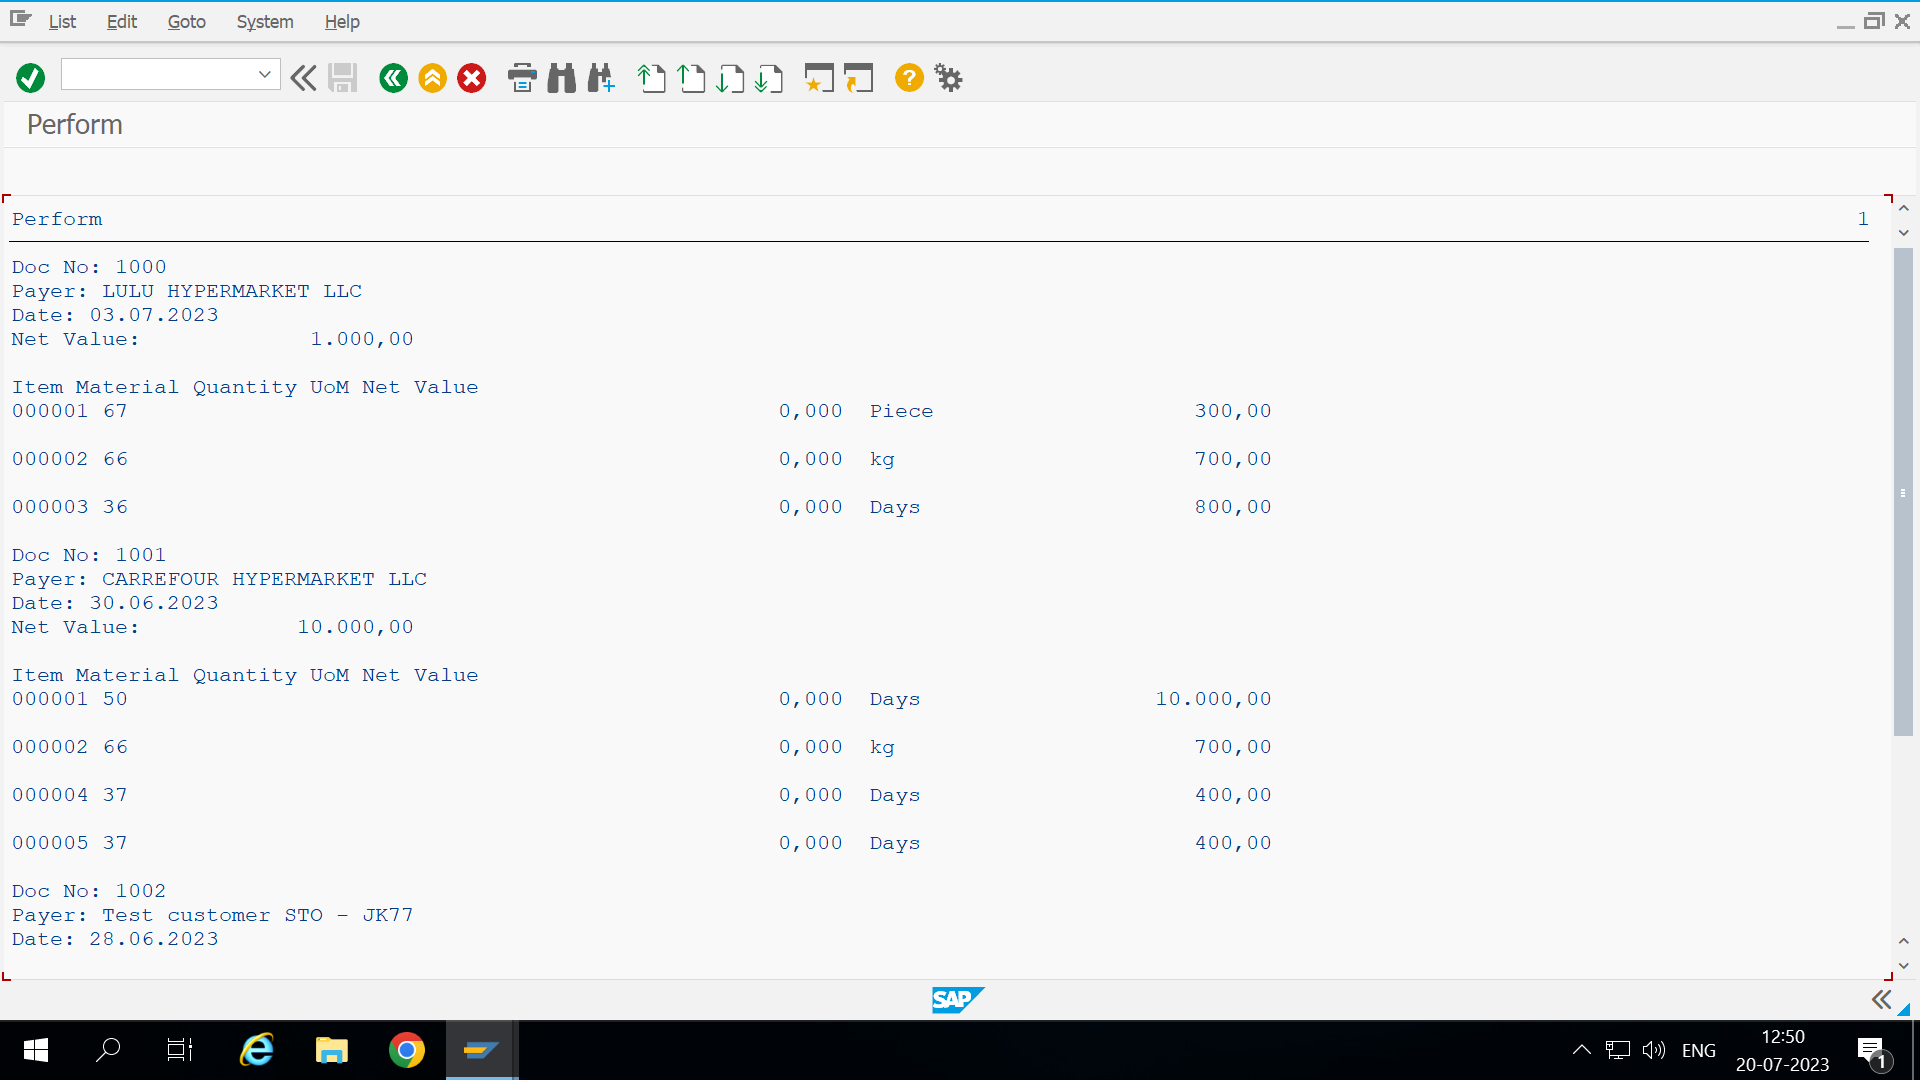 List Edit Goto System Help
Perform
Perform 1
Doc No: 1000
Payer: LULU HYPERMARKET LLC
Date: 03.07.2023
Net Value: 1.000,00
Item Material Quantity UoM Net Value
000001 67 0,000 Piece 300,00
000002 66 0,000 kg 700,00
000003 36 0,000 Days 800,00
Doc No: 1001
Payer: CARREFOUR HYPERMARKET LLC
Date: 30.06.2023
Net Value: 10.000,00
Item Material Quantity UoM Net Value
000001 50 0,000 Days 10.000,00
000002 66 0,000 kg 700,00
000004 37 0,000 Days 400,00
000005 37 0,000 Days 400,00
Doc No: 1002
Payer: Test customer STO - JK77
Date: 28.06.2023
SAP
ENG
12:50
20-07-2023
1